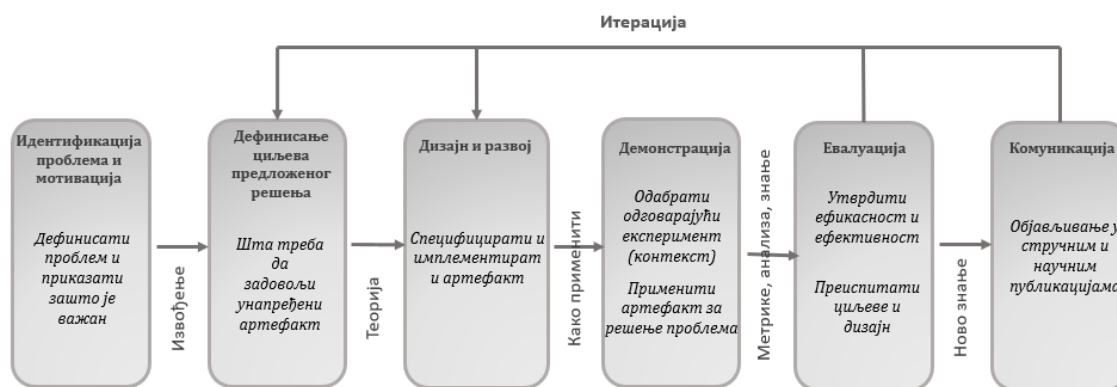 Итерација
Идентификација
проблема и
мотивација
Дефинисати
проблем и
приказати
зашто је
важан
Извођење
Дефинисање
циљева
предложеног
решења
Шта треба
да
задовољи
унапређени
артефакт
Теорија
Дизајн и развој
Специфицирати и
имплементират
и артефакт
Како применити
Демонстрација
Одабрати
одговарајући
експеримент
(контекст)
Применити
артефакт за
решење проблема
Метрике, анализа, знање
Евалуација
Утврдити
ефикасност и
ефективност
Преиспитати
циљеве и
дизајн
Ново знање
Комуникација
Објављивање у
стручним и
научним
публикацијама